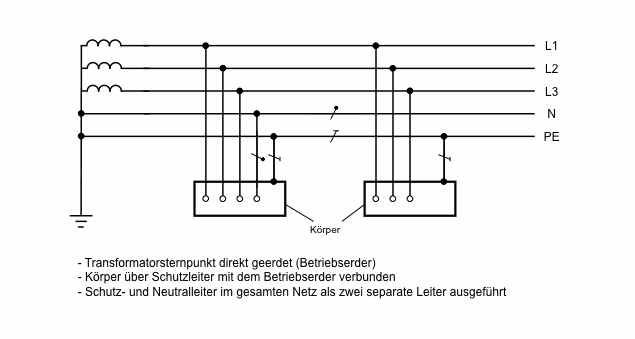 L1
L2
L3
N
PE
Körper
- Transformatorsternpunkt direkt geerdet (Betriebserder)
- Körper über Schutzleiter mit dem Betriebserder verbunden
- Schutz- und Neutralleiter im gesamten Netz als zwei separate Leiter ausgeführt